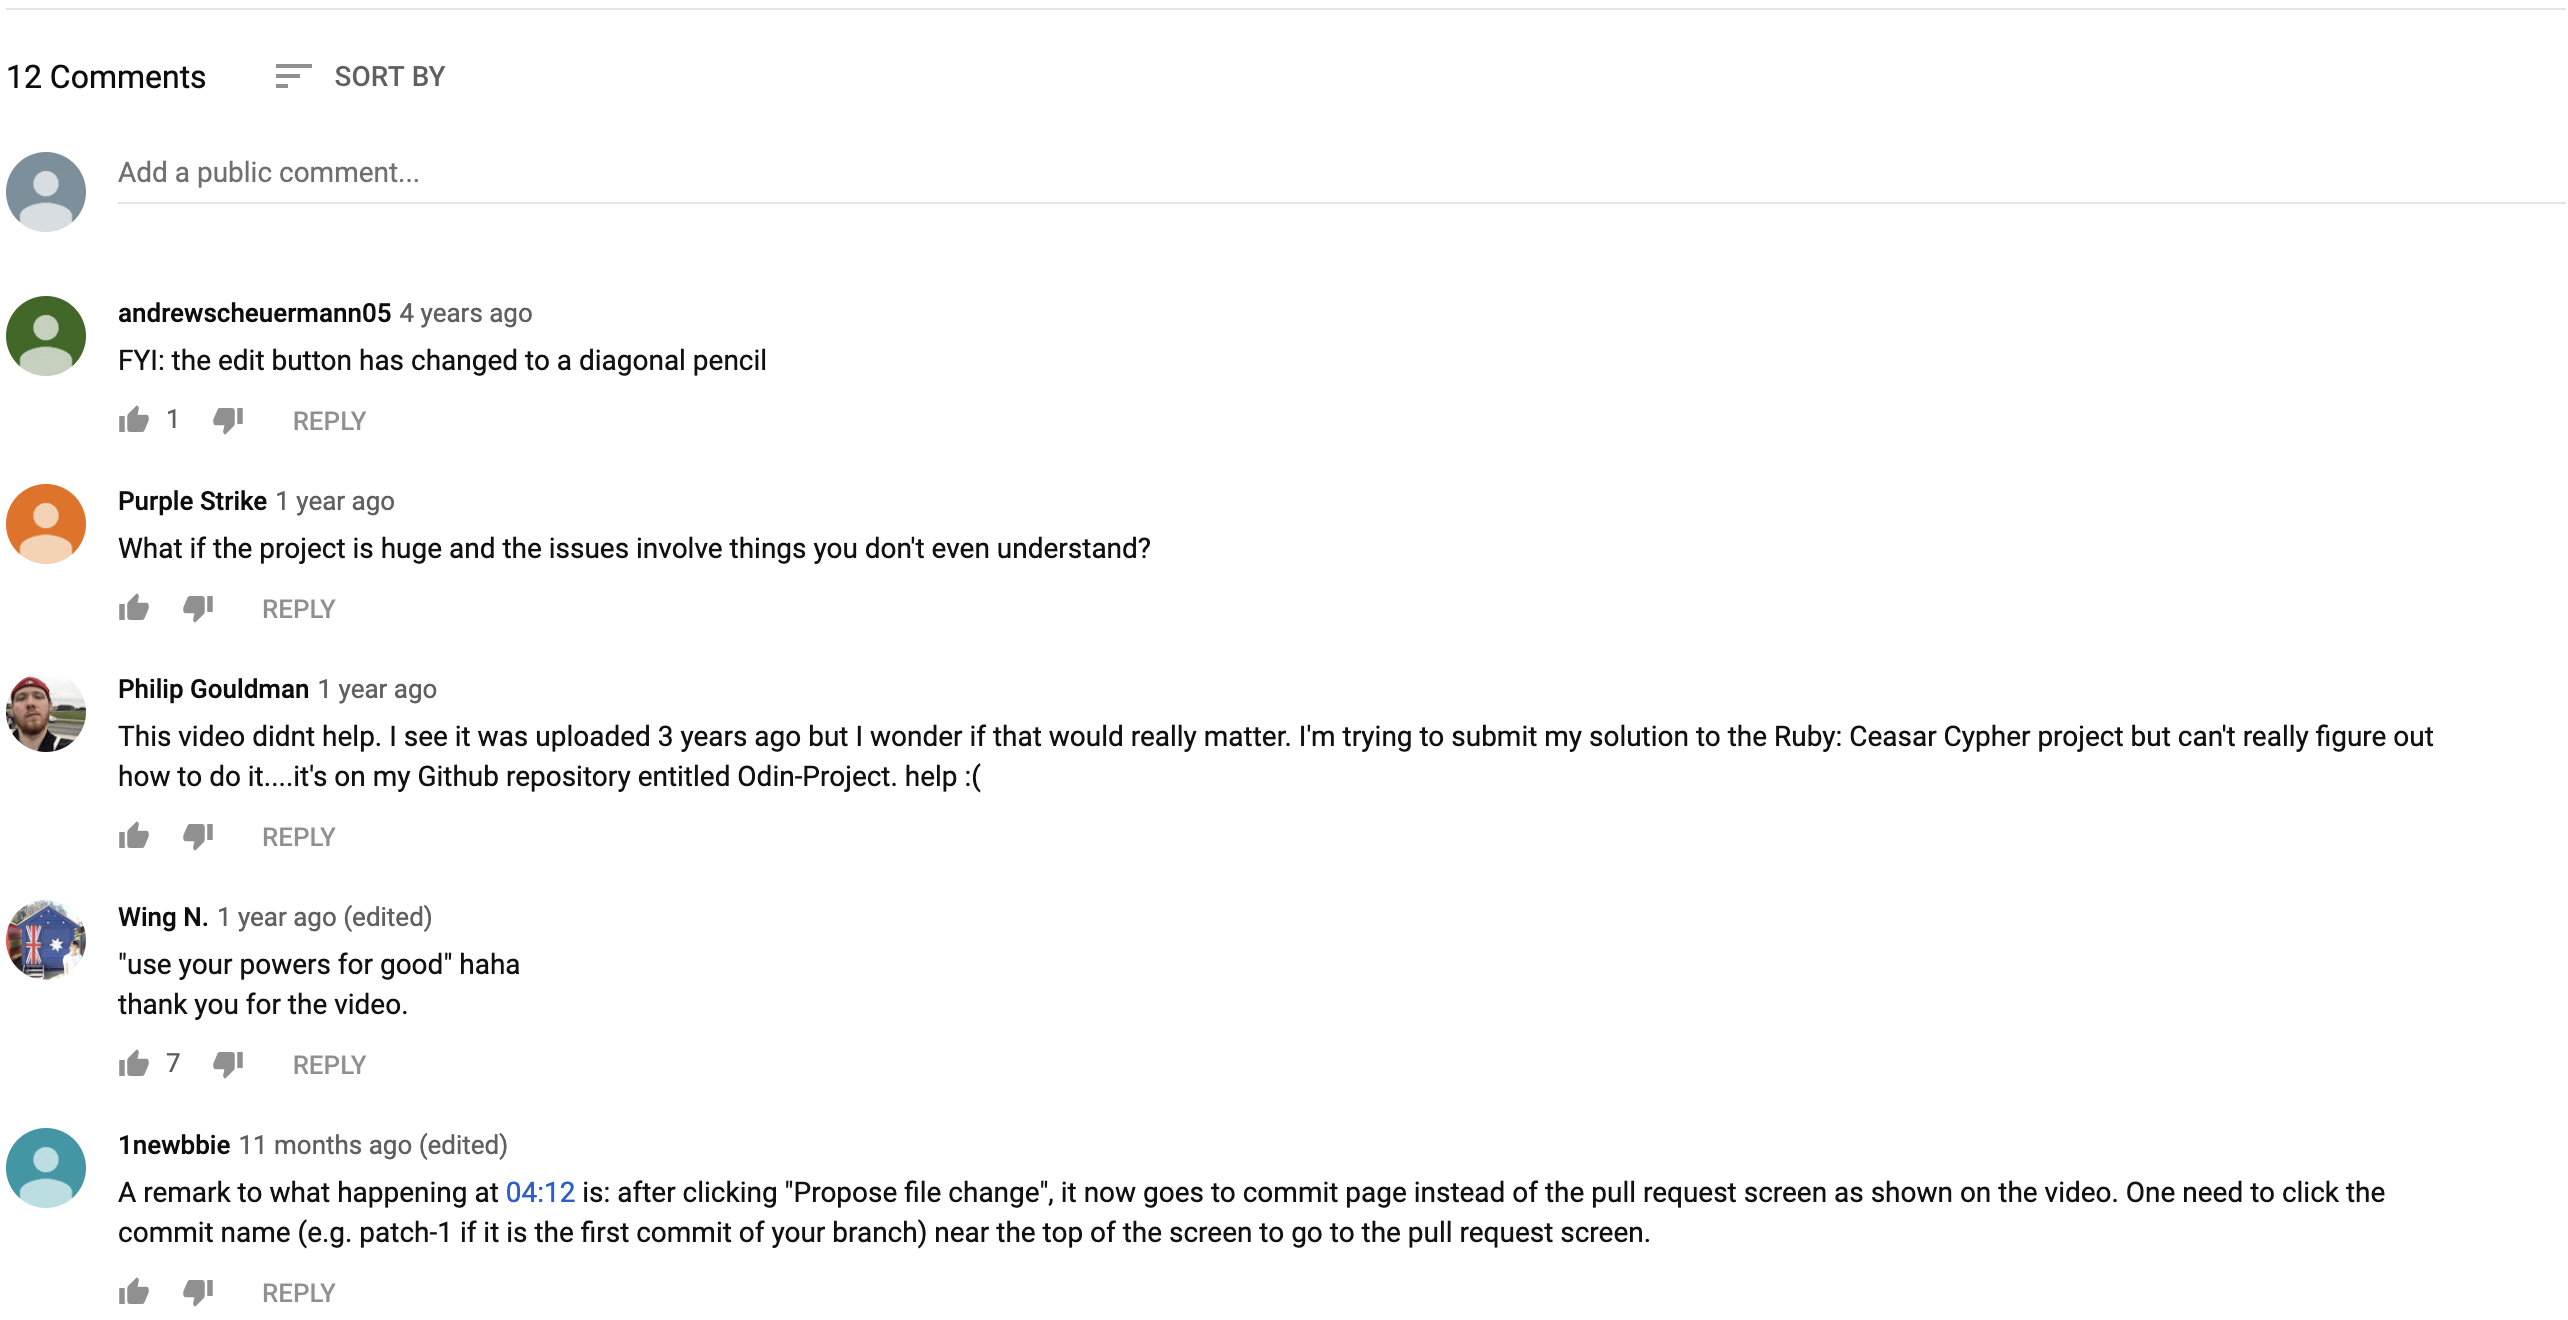 12 Comments
SORT BY
Add a public comment...
andrewscheuermann05 4 years ago
FYI: the edit button has changed to a diagonal pencil
1 REPLY
Purple Strike 1 year ago
What if the project is huge and the issues involve things you don't even understand?
REPLY
Philip Gouldman 1 year ago
This video didnt help. I see it was uploaded 3 years ago but I wonder if that would really matter. I'm trying to submit my solution to the Ruby: Ceasar Cypher project but can't really figure out
how to do it....it's on my Github repository entitled Odin-Project. help :(
REPLY
Wing N. 1 year ago (edited)
"use your powers for good" haha
thank you for the video.
7 REPLY
1newbbie 11 months ago (edited)
A remark to what happening at 04:12 is: after clicking "Propose file change", it now goes to commit page instead of the pull request screen as shown on the video. One need to click the
commit name (e.g. patch-1 if it is the first commit of your branch) near the top of the screen to go to the pull request screen.
REPLY